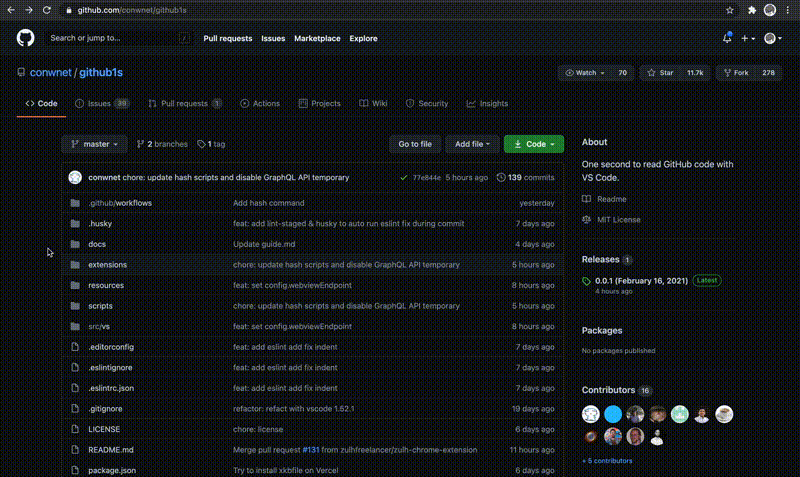 github.com/conwnet/github1s
Search or jump to... /
Pull requests Issues Marketplace Explore
conwnet / github1s
Watch 70 Star 11.7k Fork 278
Code Issues 39 Pull requests 1 Actions Projects Wiki Security Insights
master 2 branches 1 tag Go to file Add file Code
conwnet chore: update hash scripts and disable GraphQL API temporary 77e844e 5 hours ago 139 commits
.github/workflows Add hash command yesterday
.husky feat: add lint-staged & husky to auto run eslint fix during commit 7 days ago
docs Update guide.md 4 days ago
extensions chore: update hash scripts and disable GraphQL API temporary 5 hours ago
resources feat: set config.webviewEndpoint 8 hours ago
scripts chore: update hash scripts and disable GraphQL API temporary 5 hours ago
src/vs feat: set config.webviewEndpoint 8 hours ago
.editorconfig feat: add eslint add fix indent 7 days ago
.eslintignore feat: add eslint add fix indent 7 days ago
.eslintrc.json feat: add eslint add fix indent 7 days ago
.gitignore refactor: refact with vscode 1.52.1 19 days ago
LICENSE chore: license 6 days ago
README.md Merge pull request #131 from zulhfreelancer/zulh-chrome-extension 11 hours ago
package.json Try to install xkbfile on Vercel 6 days ago
About
One second to read GitHub code with
VS Code.
Readme
MIT License
Releases 1
0.0.1 (February 16, 2021) Latest
4 hours ago
Packages
No packages published
Contributors 16
+ 5 contributors